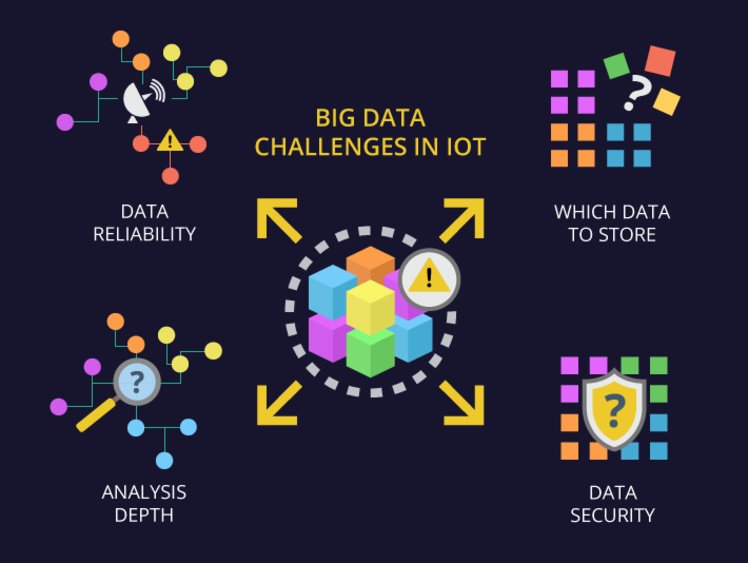 BIG DATA
CHALLENGES IN IOT
DATA
RELIABILITY
WHICH DATA
TO STORE
ANALYSIS
DEPTH
DATA
SECURITY